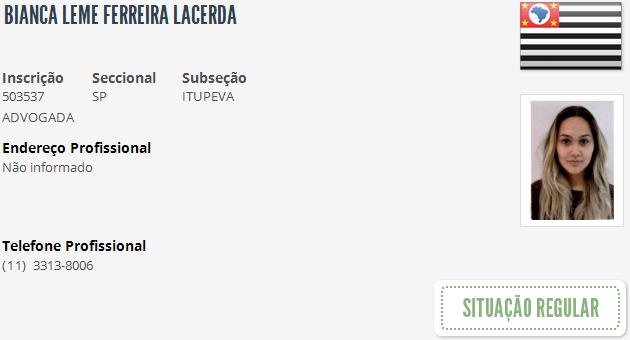 BIANCA LEME FERREIRA LACERDA
Inscrição Seccional Subseção
503537 SP ITUPEVA
ADVOGADA
Endereço Profissional
Não informado
Telefone Profissional
(11) 3313-8006
SITUAÇÃO REGULAR